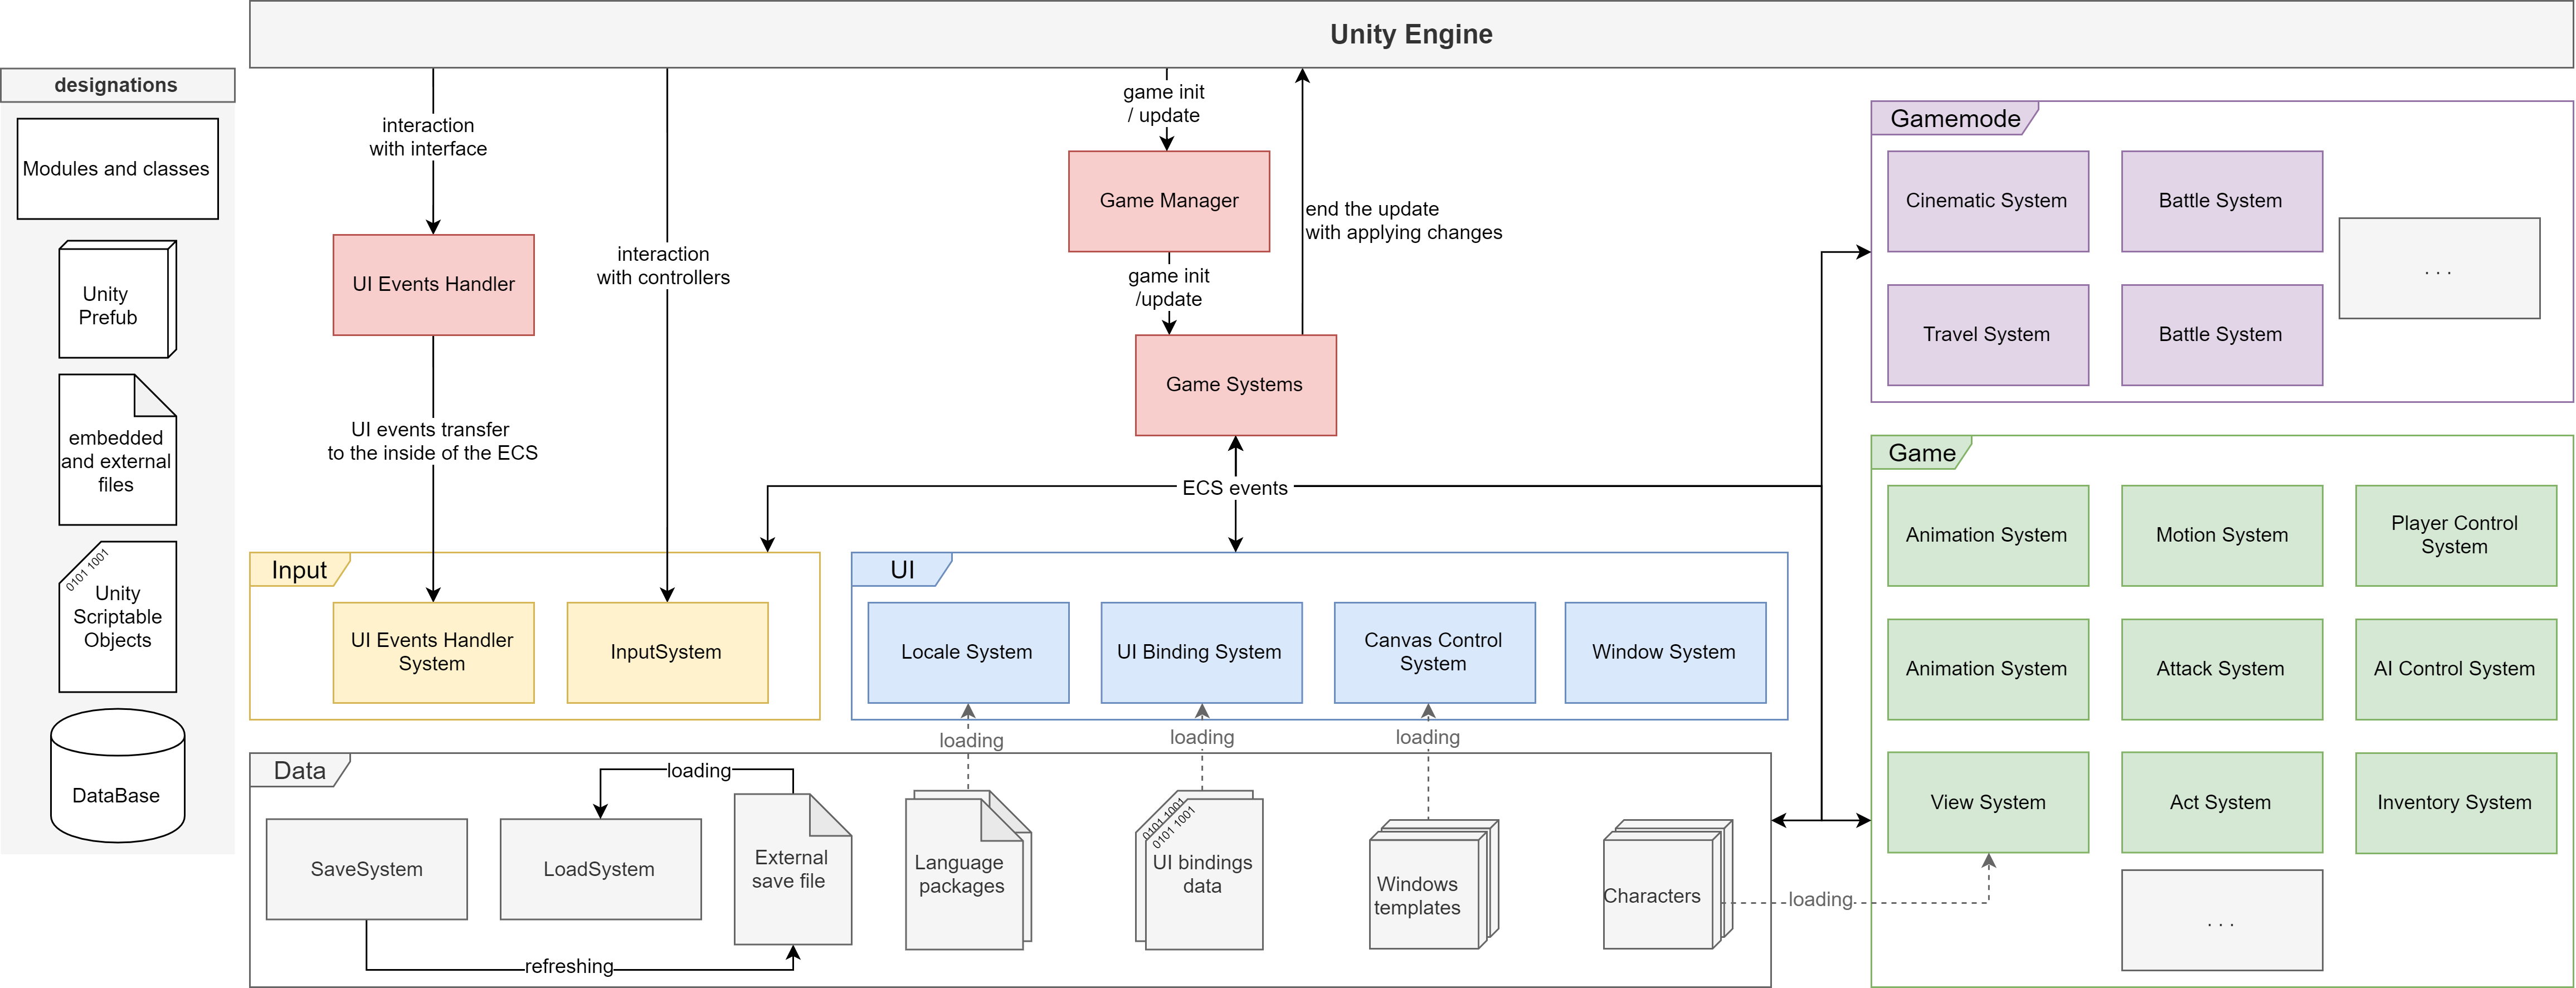 Unity Engine
designations
Modules and classes
Unity
Prefub
embedded
and external
files
0101 1001
Unity
Scriptable
Objects
DataBase
interaction
with interface
UI Events Handler
UI events transfer
to the inside of the ECS
interaction
with controllers
game init
/ update
Game Manager
game init
/update
Game Systems
end the update
with applying changes
ECS events
Gamemode
Cinematic System
Battle System
. . .
Travel System
Battle System
Game
Animation System
Motion System
Player Control
System
Animation System
Attack System
AI Control System
View System
Act System
Inventory System
. . .
Input
UI Events Handler
System
InputSystem
UI
Locale System
UI Binding System
Canvas Control
System
Window System
loading
loading
loading
Data
SaveSystem
LoadSystem
loading
External
save file
refreshing
Language
packages
0101 1001
0101 1001
UI bindings
data
Windows
templates
Characters
loading